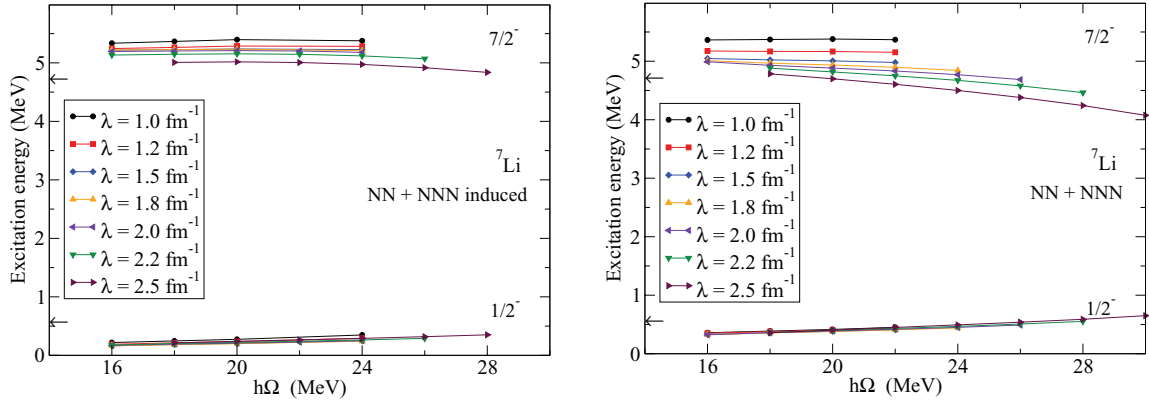 7/2-
5
4
3
2
1
0
Excitation energy (MeV)
λ = 1.0 fm-1
λ = 1.2 fm-1
λ = 1.5 fm-1
λ = 1.8 fm-1
λ = 2.0 fm-1
λ = 2.2 fm-1
λ = 2.5 fm-1
7Li
NN + NNN induced
1/2-
16 20 24 28
hΩ (MeV)
7/2-
5
4
3
2
1
0
Excitation energy (MeV)
λ = 1.0 fm-1
λ = 1.2 fm-1
λ = 1.5 fm-1
λ = 1.8 fm-1
λ = 2.0 fm-1
λ = 2.2 fm-1
λ = 2.5 fm-1
7Li
NN + NNN
1/2-
16 20 24 28
hΩ (MeV)